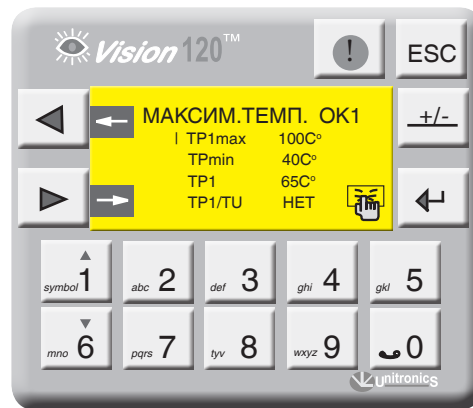 Vision 120™
! ESC
МАКСИМ.ТЕМП. ОК1
| TP1max 100C°
TPmin 40C°
TP1 65C°
TP1/TU НЕТ
+/-
symbol 1 abc 2 def 3 ghi 4 gkl 5
mno 6 pqrs 7 tyv 8 wxyz 9 0
unitronics